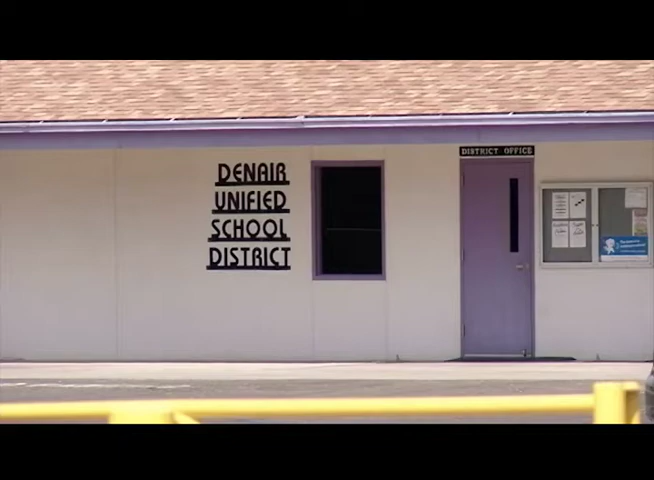 DENAIR
UNIFIED
SCHOOL
DISTRICT
DISTRICT OFFICE